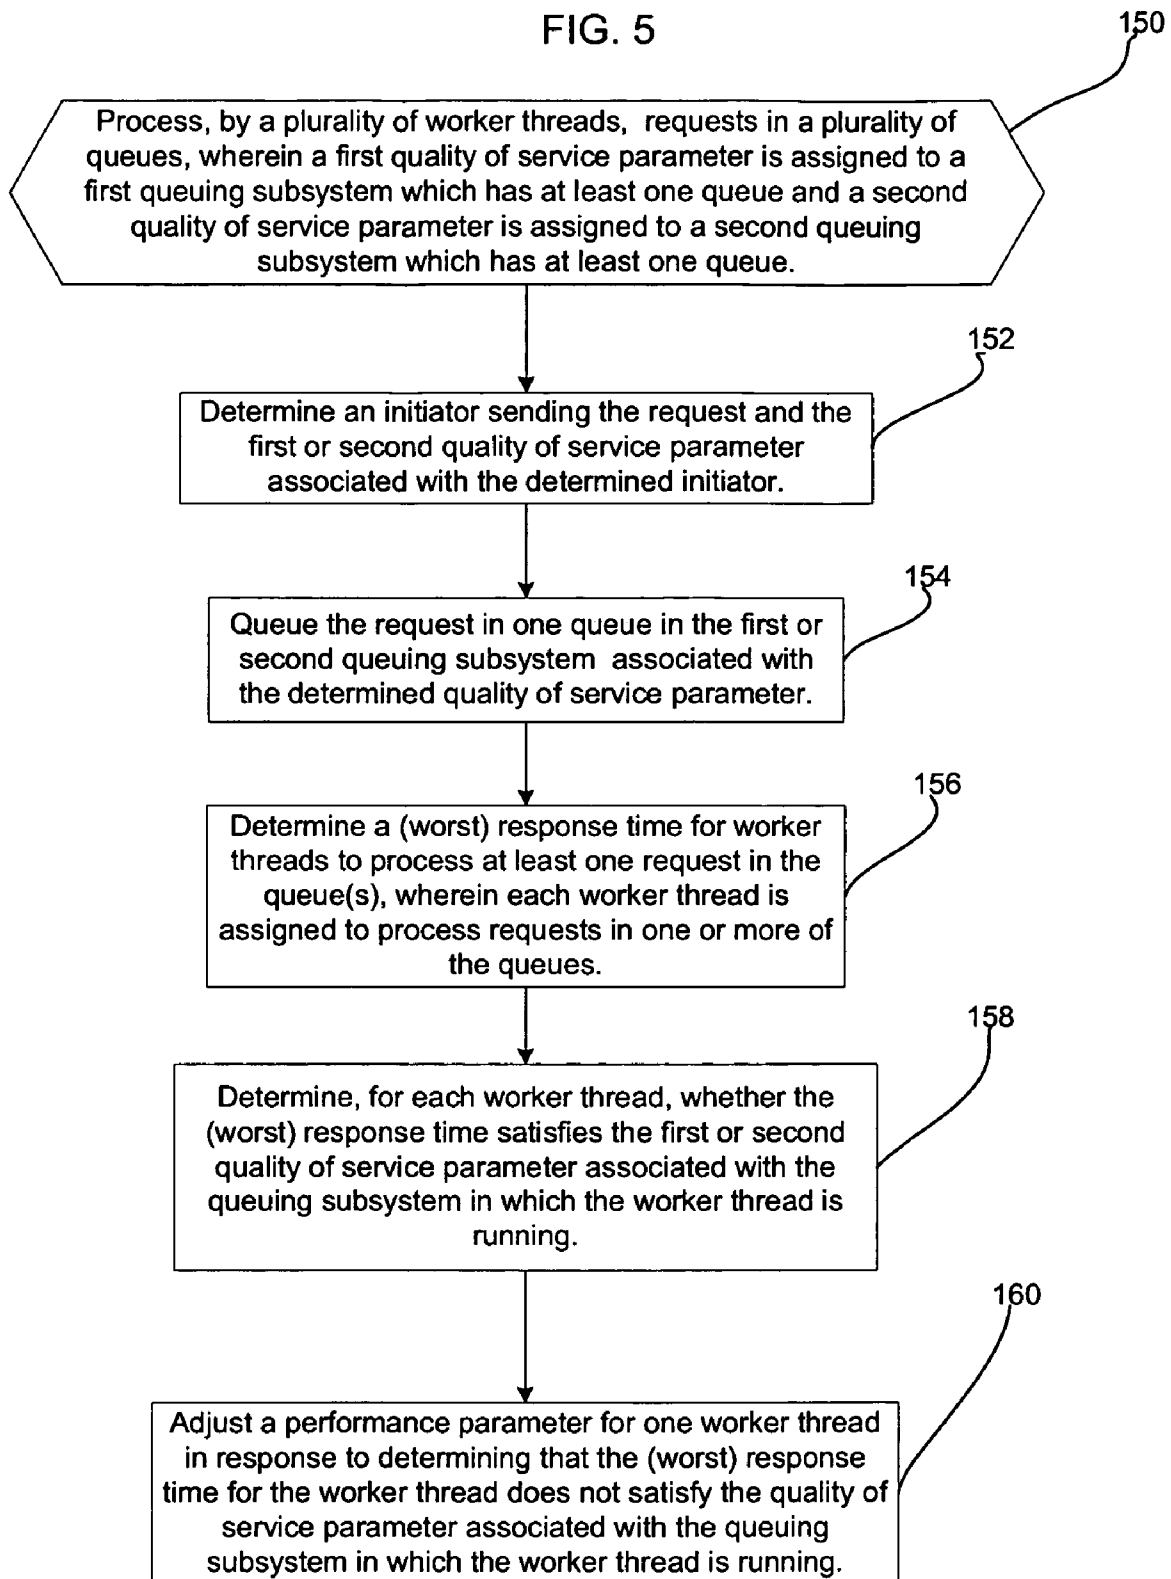 FIG. 5
150
Process, by a plurality of worker threads, requests in a plurality of
queues, wherein a first quality of service parameter is assigned to a
first queuing subsystem which has at least one queue and a second
quality of service parameter is assigned to a second queuing
subsystem which has at least one queue.
152
Determine an initiator sending the request and the
first or second quality of service parameter
associated with the determined initiator.
154
Queue the request in one queue in the first or
second queuing subsystem associated with
the determined quality of service parameter.
156
Determine a (worst) response time for worker
threads to process at least one request in the
queue(s), wherein each worker thread is
assigned to process requests in one or more of
the queues.
158
Determine, for each worker thread, whether the
(worst) response time satisfies the first or second
quality of service parameter associated with the
queuing subsystem in which the worker thread is
running.
160
Adjust a performance parameter for one worker thread
in response to determining that the (worst) response
time for the worker thread does not satisfy the quality of
service parameter associated with the queuing
subsystem in which the worker thread is running.